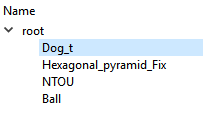 Name
root
Dog_t
Hexagonal_pyramid_Fix
NTOU
Ball